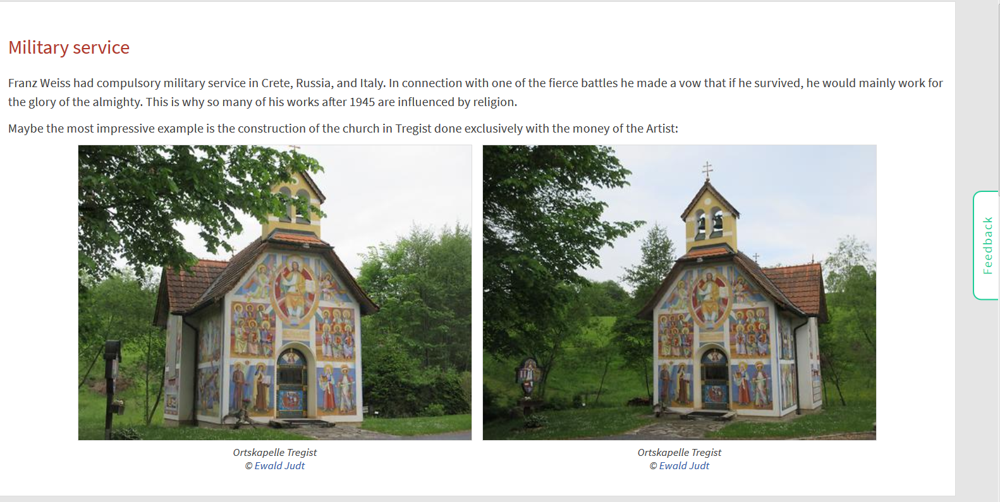 Military service
Franz Weiss had compulsory military service in Crete, Russia, and Italy. In connection with one of the fierce battles he made a vow that if he survived, he would mainly work for
the glory of the almighty. This is why so many of his works after 1945 are influenced by religion.
Maybe the most impressive example is the construction of the church in Tregist done exclusively with the money of the Artist:
Ortskapelle Tregist
© Ewald Judt
Ortskapelle Tregist
© Ewald Judt
Feedback